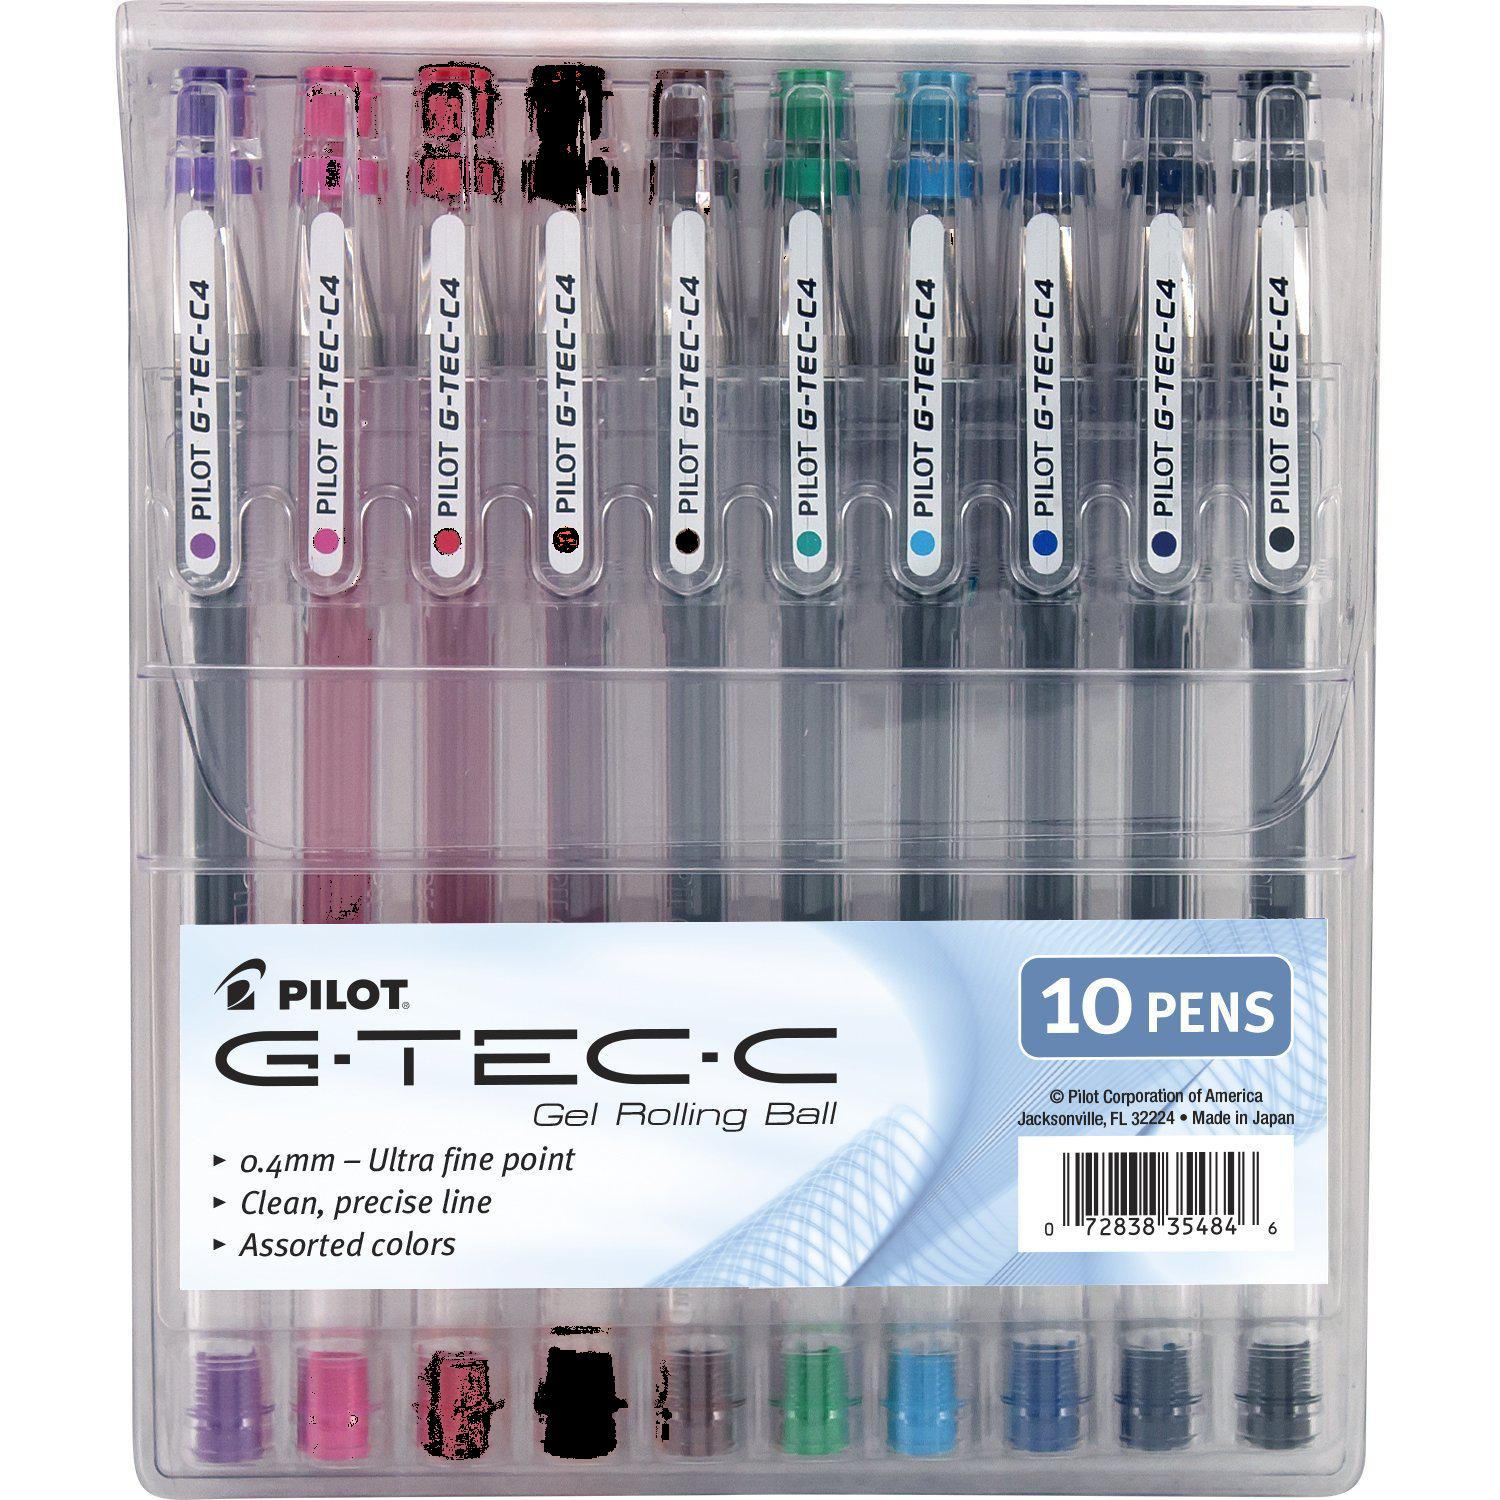 PILOT G-TEC-C4
PILOT G-TEC-C4
PILOT G-TEC-C4
PILOT G-TEC-C4
PILOT G-TEC-C4
PILOT G-TEC-C4
PILOT G-TEC-C4
PILOT G-TEC-C4
PILOT G-TEC-C4
PILOT G-TEC-C4
PILOT®
G-TEC-C
Gel Rolling Ball
▸ 0.4mm – Ultra fine point
▸ Clean, precise line
▸ Assorted colors
10 PENS
© Pilot Corporation of America
Jacksonville, FL 32224 • Made in Japan
0 72838 35484 6